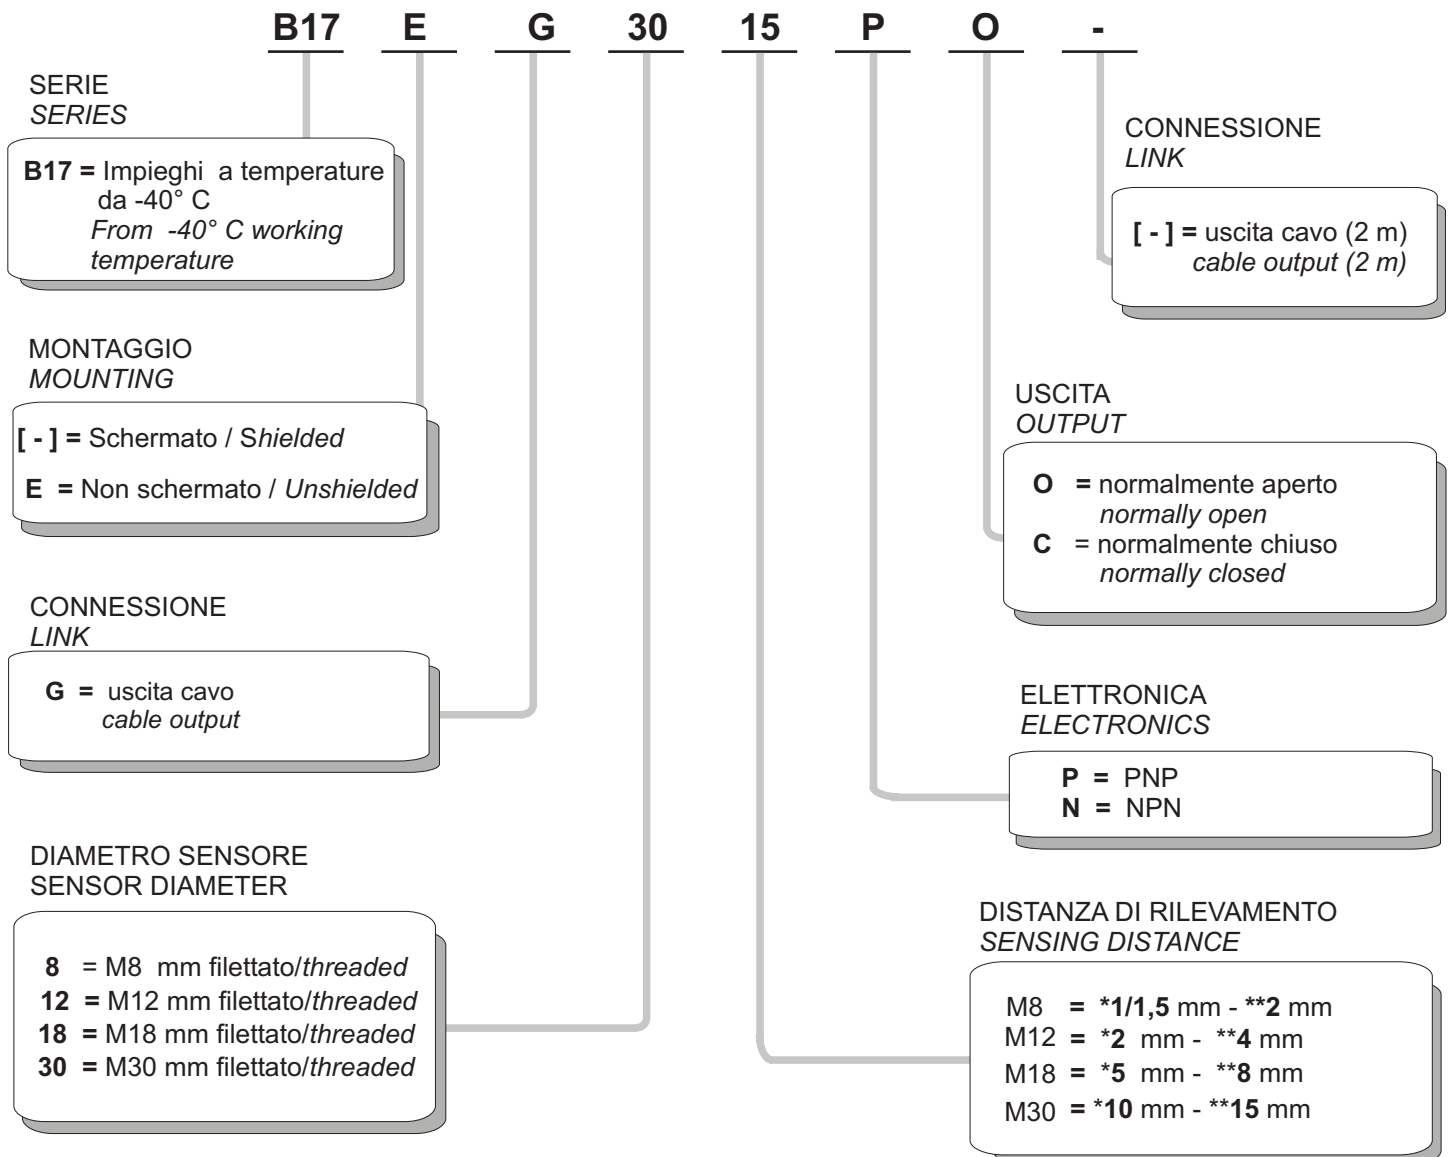 B17 E G 30 15 P O -
SERIE
SERIES
B17 = Impieghi a temperature
da -40° C
From -40° C working
temperature
MONTAGGIO
MOUNTING
[ - ] = Schermato / Shielded
E = Non schermato / Unshielded
CONNESSIONE
LINK
G = uscita cavo
cable output
DIAMETRO SENSORE
SENSOR DIAMETER
8 = M8 mm filettato/threaded
12 = M12 mm filettato/threaded
18 = M18 mm filettato/threaded
30 = M30 mm filettato/threaded
CONNESSIONE
LINK
[ - ] = uscita cavo (2 m)
cable output (2 m)
USCITA
OUTPUT
O = normalmente aperto
normally open
C = normalmente chiuso
normally closed
ELETTRONICA
ELECTRONICS
P = PNP
N = NPN
DISTANZA DI RILEVAMENTO
SENSING DISTANCE
M8 = *1/1,5 mm - **2 mm
M12 = *2 mm - **4 mm
M18 = *5 mm - **8 mm
M30 = *10 mm - **15 mm